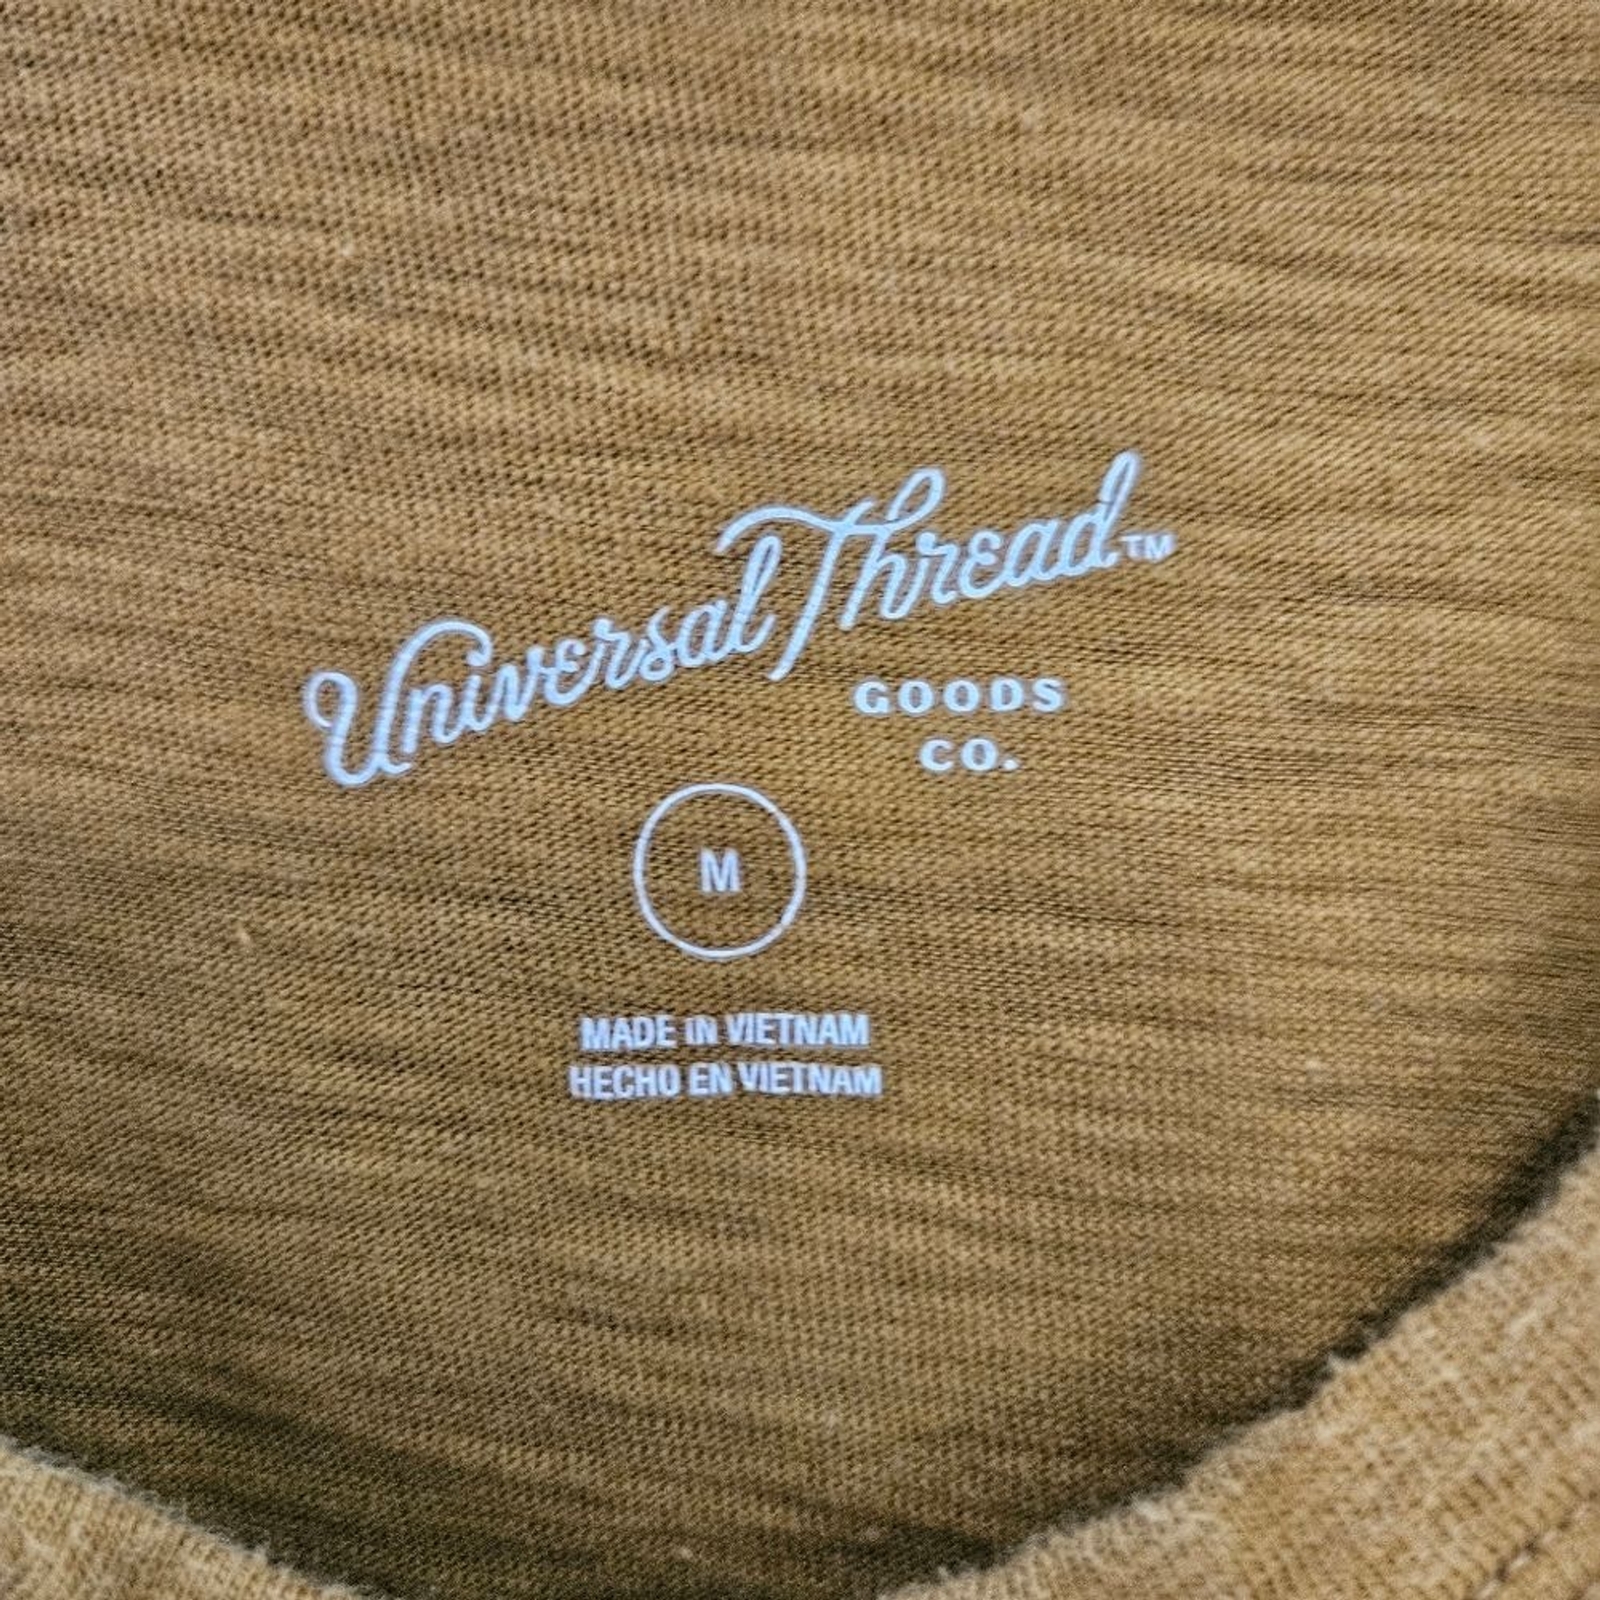 Universal Thread™
GOODS
CO.
M
MADE IN VIETNAM
HECHO EN VIETNAM